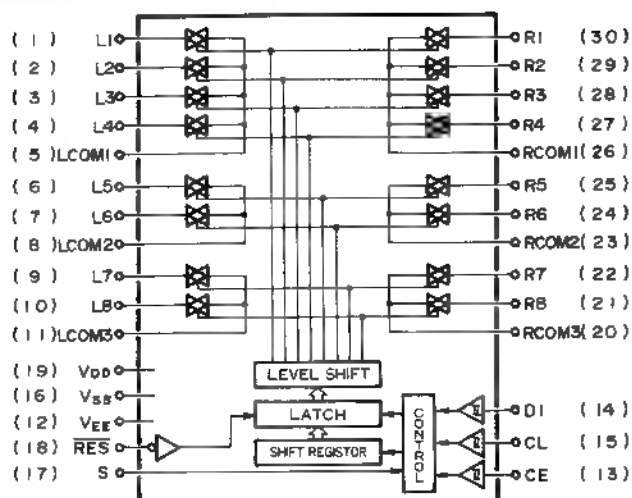 (1) L1 R1 (30)
(2) L2 R2 (29)
(3) L3 R3 (28)
(4) L4 R4 (27)
(5) LCOM1 RCOM1 (26)
(6) L5 R5 (25)
(7) L6 R6 (24)
(8) LCOM2 RCOM2 (23)
(9) L7 R7 (22)
(10) L8 R8 (21)
(11) LCOM3 RCOM3 (20)
(19) VDD LEVEL SHIFT
(16) VSS
(12) VEE LATCH CONTROL DI (14)
(18) RES SHIFT REGISTOR CL (15)
(17) S CE (13)